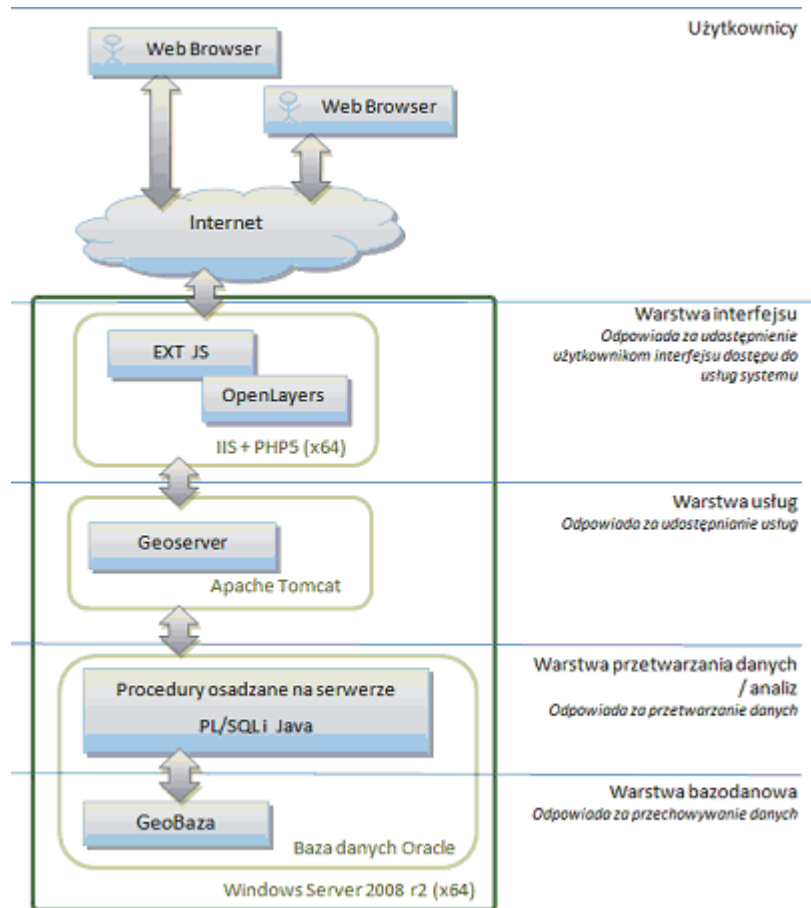 Użytkownicy
Web Browser
Web Browser
Internet
Warstwa interfejsu
Odpowiada za udostępnienie
użytkownikom interfejsu dostępu do
usług systemu
EXT JS
OpenLayers
IIS + PHP5 (x64)
Warstwa usług
Odpowiada za udostępnianie usług
Geoserver
Apache Tomcat
Warstwa przetwarzania danych
/ analiz
Odpowiada za przetwarzanie danych
Procedury osadzane na serwerze
PL/SQL i Java
Warstwa bazodanowa
Odpowiada za przechowywanie danych
GeoBaza
Baza danych Oracle
Windows Server 2008 r2 (x64)